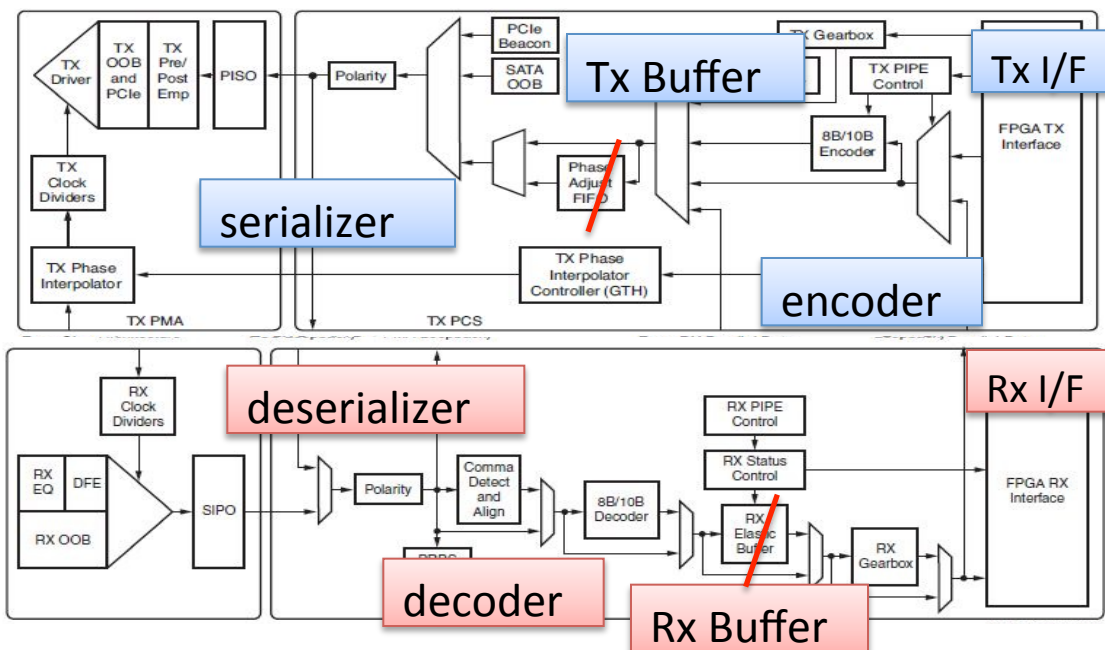 TX
Driver
TX
OOB
and
PCIe
TX
Pre/
Post
Emp
PISO
Polarity
PCIe
Beacon
SATA
OOB
TX Gearbox
Tx Buffer
TX PIPE
Control
Tx I/F
FPGA TX
Interface
8B/10B
Encoder
Phase
Adjust
FIFO
TX
Clock
Dividers
serializer
TX Phase
Interpolator
TX Phase
Interpolator
Controller (GTH)
encoder
TX PMA
TX PCS
RX
Clock
Dividers
deserializer
RX PIPE
Control
Rx I/F
RX
EQ
DFE
RX OOB
SIPO
Polarity
Comma
Detect
and
Align
8B/10B
Decoder
RX Status
Control
RX
Elastic
Buffer
RX
Gearbox
FPGA RX
Interface
decoder
Rx Buffer